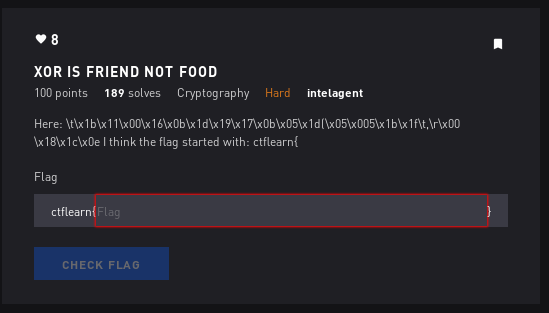 8
XOR IS FRIEND NOT FOOD
100 points 189 solves Cryptography Hard intelagent
Here: \t\x1b\x11\x00\x16\x0b\x1d\x19\x17\x0b\x05\x1d(\x05\x005\x1b\x1f\t,\r\x00
\x18\x1c\x0e I think the flag started with: ctflearn{
Flag
ctflearn{Flag }
CHECK FLAG